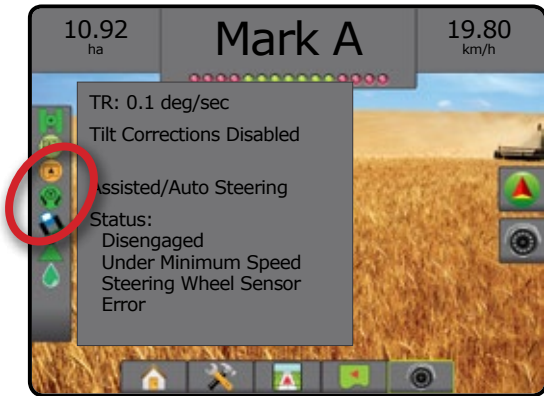 10.92
ha
Mark A
19.80
km/h
TR: 0.1 deg/sec
Tilt Corrections Disabled
Assisted/Auto Steering
Status:
Disengaged
Under Minimum Speed
Steering Wheel Sensor
Error